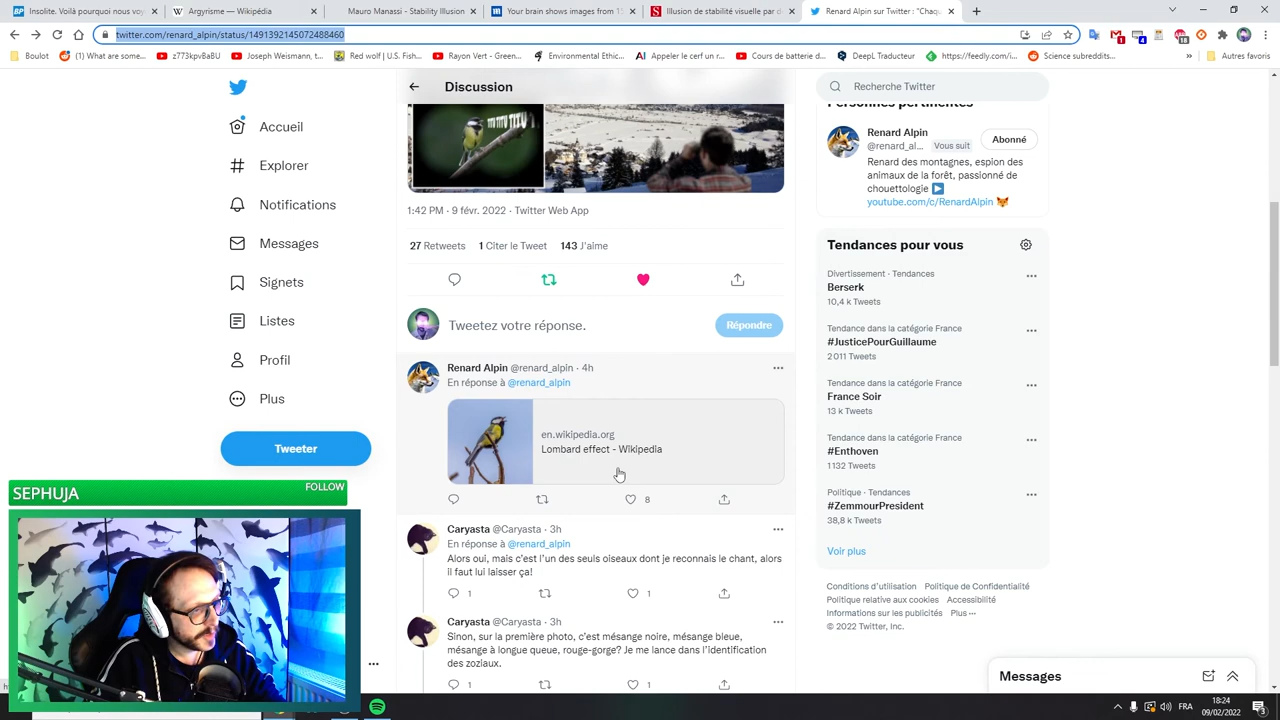 Insolite. Voilà pourquoi nous voy
Argyrisme — Wikipédia
Mauro Manassi - Stability Illusion
Your brain shows images from 15
Illusion de stabilité visuelle par d
Renard Alpin sur Twitter : "Chaqu
twitter.com/renard_alpin/status/1491392145072488460
Boulot
(1) What are some...
z773kpvBaBU
Joseph Weismann, t...
Red wolf | U.S. Fish...
Rayon Vert - Green...
Environmental Ethic...
Appeler le cerf un r...
Cours de batterie d...
DeepL Traducteur
https://feedly.com/i...
Science subreddits...
»
Autres favoris
Discussion
Recherche Twitter
Accueil
Explorer
Notifications
Messages
Signets
Listes
Profil
Plus
Tweeter
1:42 PM · 9 févr. 2022 · Twitter Web App
27 Retweets 1 Citer le Tweet 143 J'aime
Tweetez votre réponse.
Répondre
Renard Alpin @renard_alpin · 4h
En réponse à @renard_alpin
en.wikipedia.org
Lombard effect - Wikipedia
8
Caryasta @Caryasta · 3h
En réponse à @renard_alpin
Alors oui, mais c'est l'un des seuls oiseaux dont je reconnais le chant, alors
il faut lui laisser ça!
1 1
Caryasta @Caryasta · 3h
Sinon, sur la première photo, c'est mésange noire, mésange bleue,
mésange à longue queue, rouge-gorge? Je me lance dans l'identification
des zoziaux.
1 1
Personnes pertinentes
Renard Alpin
@renard_al... Vous suit
Abonné
Renard des montagnes, espion des
animaux de la forêt, passionné de
chouettologie
youtube.com/c/RenardAlpin
Tendances pour vous
Divertissement · Tendances
Berserk
10,4 k Tweets
Tendance dans la catégorie France
#JusticePourGuillaume
2 011 Tweets
Tendance dans la catégorie France
France Soir
13 k Tweets
Tendance dans la catégorie France
#Enthoven
1 132 Tweets
Politique · Tendances
#ZemmourPresident
38,8 k Tweets
Voir plus
Conditions d'utilisation Politique de Confidentialité
Politique relative aux cookies Accessibilité
Informations sur les publicités Plus ···
© 2022 Twitter, Inc.
Messages
SEPHUJA
FOLLOW
FRA
18:24
09/02/2022